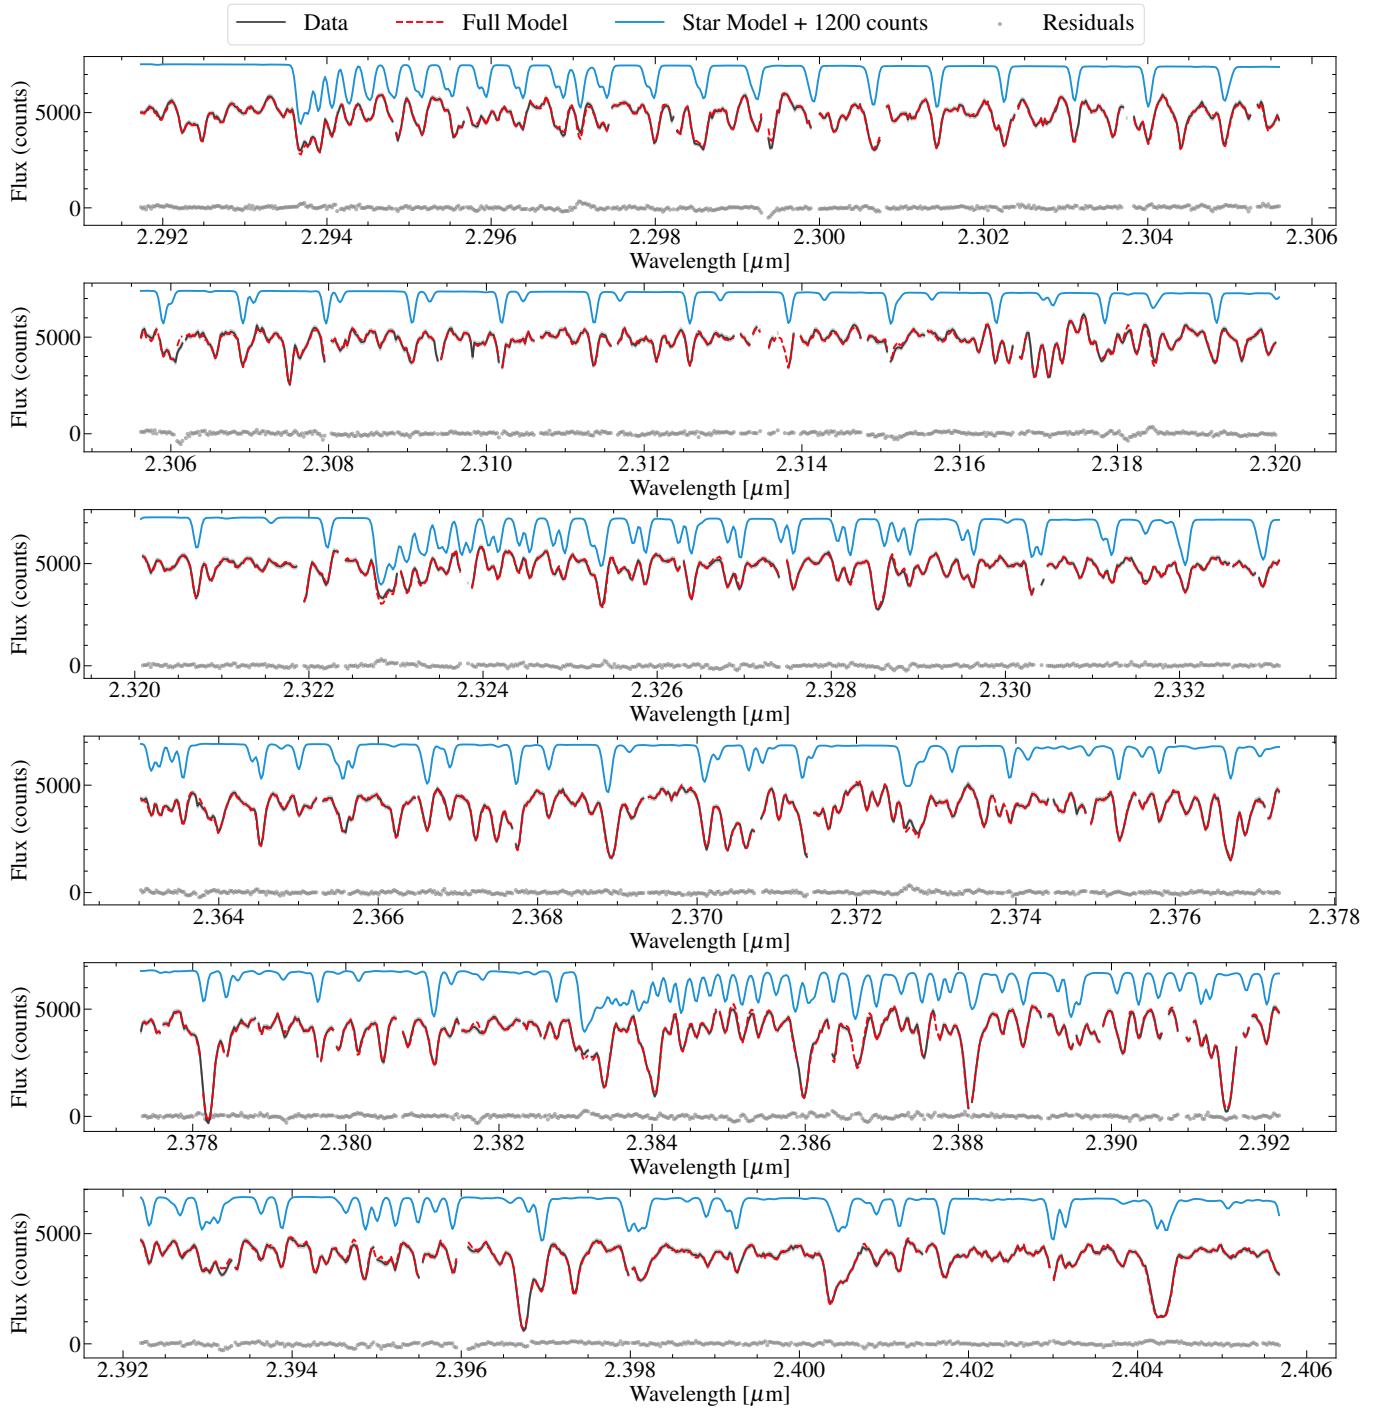 Data Full Model Star Model + 1200 counts Residuals
Flux (counts)
5000
0
2.292 2.294 2.296 2.298 2.300 2.302 2.304 2.306
Wavelength [μm]
Flux (counts)
5000
0
2.306 2.308 2.310 2.312 2.314 2.316 2.318 2.320
Wavelength [μm]
Flux (counts)
5000
0
2.320 2.322 2.324 2.326 2.328 2.330 2.332
Wavelength [μm]
Flux (counts)
5000
0
2.364 2.366 2.368 2.370 2.372 2.374 2.376 2.378
Wavelength [μm]
Flux (counts)
5000
0
2.378 2.380 2.382 2.384 2.386 2.388 2.390 2.392
Wavelength [μm]
Flux (counts)
5000
0
2.392 2.394 2.396 2.398 2.400 2.402 2.404 2.406
Wavelength [μm]